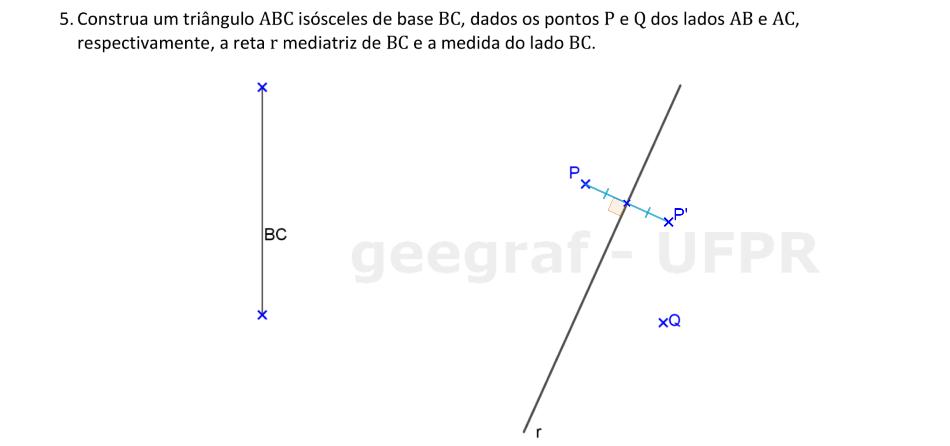 5. Construa um triângulo ABC isósceles de base BC, dados os pontos P e Q dos lados AB e AC,
respectivamente, a reta r mediatriz de BC e a medida do lado BC.
P
P'
BC
geegraf - UFPR
Q
r